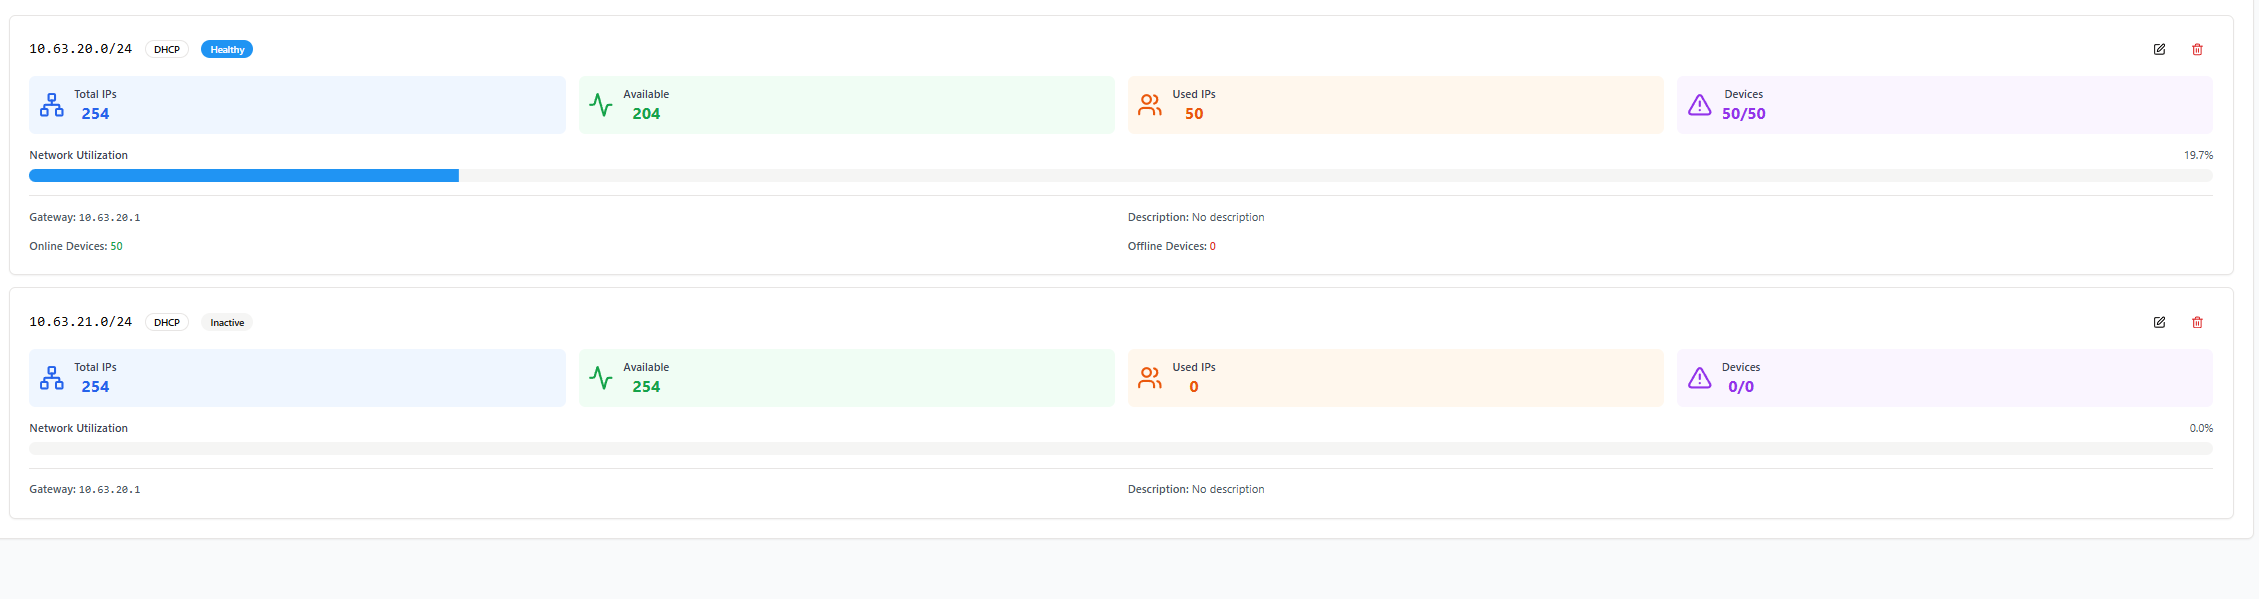 10.63.20.0/24 DHCP Healthy
Total IPs Available Used IPs Devices
254 204 50 50/50
Network Utilization 19.7%
Gateway: 10.63.20.1 Description: No description
Online Devices: 50 Offline Devices: 0
10.63.21.0/24 DHCP Inactive
Total IPs Available Used IPs Devices
254 254 0 0/0
Network Utilization 0.0%
Gateway: 10.63.20.1 Description: No description